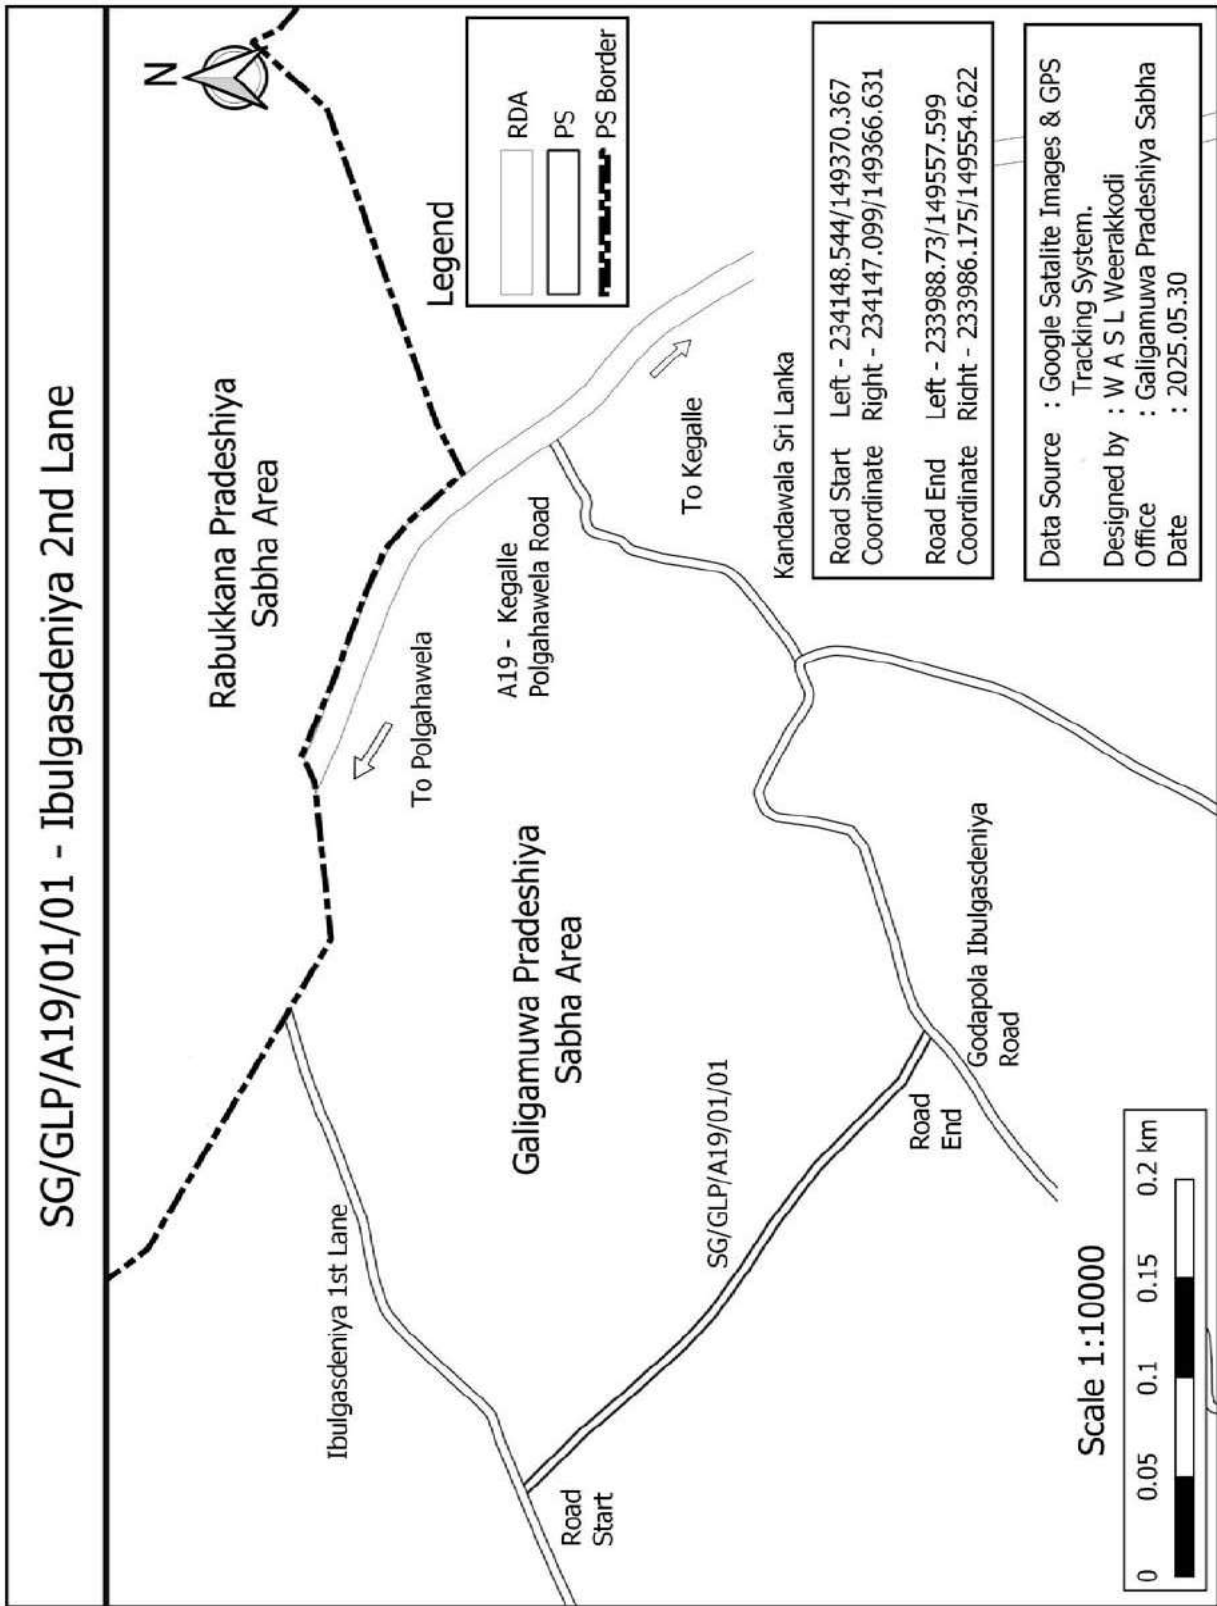 SG/GLP/A19/01/01 - Ibulgasdeniya 2nd Lane
N
Rabukkana Pradeshiya
Sabha Area
Legend
RDA
PS
PS Border
To Polgahawela
A19 - Kegalle
Polgahawela Road
To Kegalle
Kandawala Sri Lanka
Ibulgasdeniya 1st Lane
Galigamuwa Pradeshiya
Sabha Area
SG/GLP/A19/01/01
Road
Start
Road
End
Godapola Ibulgasdeniya
Road
Road Start Left - 234148.544/149370.367
Coordinate Right - 234147.099/149366.631
Road End Left - 233988.73/149557.599
Coordinate Right - 233986.175/149554.622
Data Source : Google Satalite Images & GPS
Tracking System.
Designed by : W A S L Weerakkodi
Office : Galigamuwa Pradeshiya Sabha
Date : 2025.05.30
Scale 1:10000
0 0.05 0.1 0.15 0.2 km